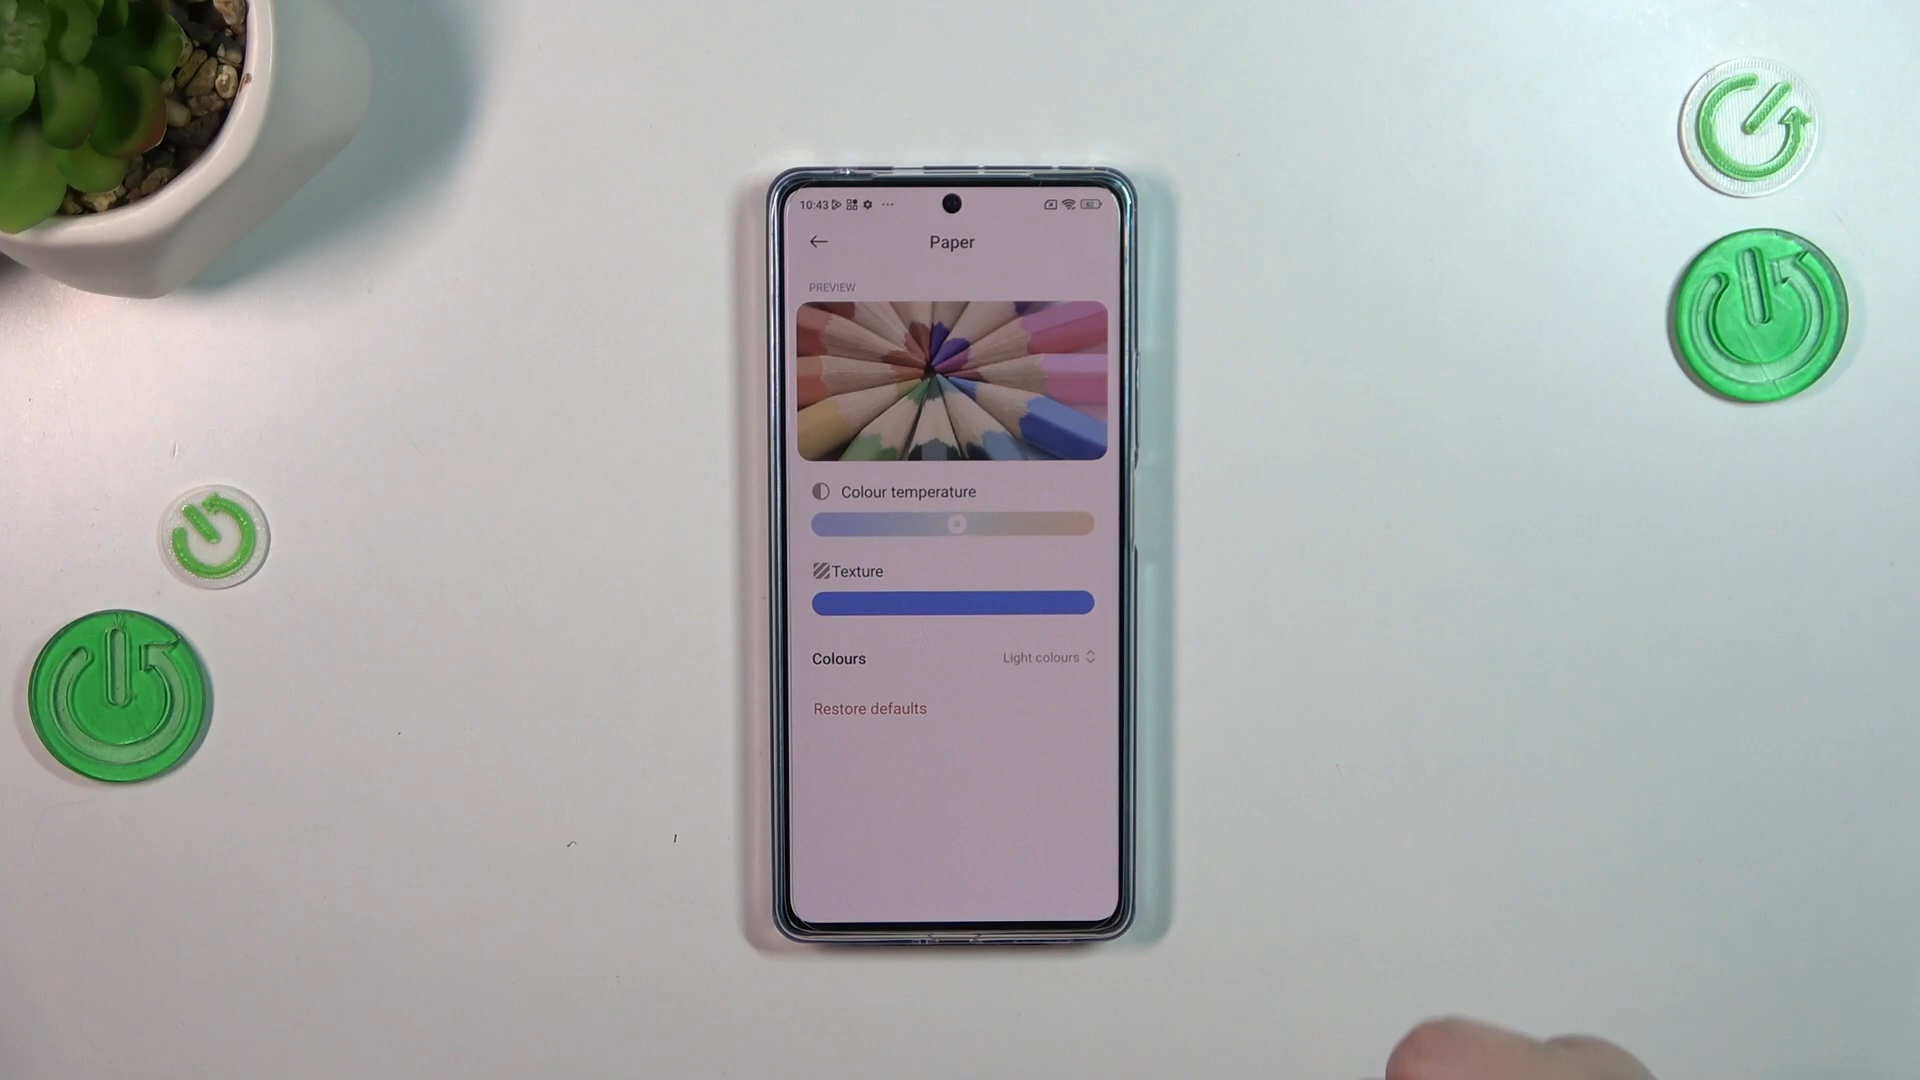 10:43
Paper
PREVIEW
Colour temperature
Texture
Colours
Light colours
Restore defaults